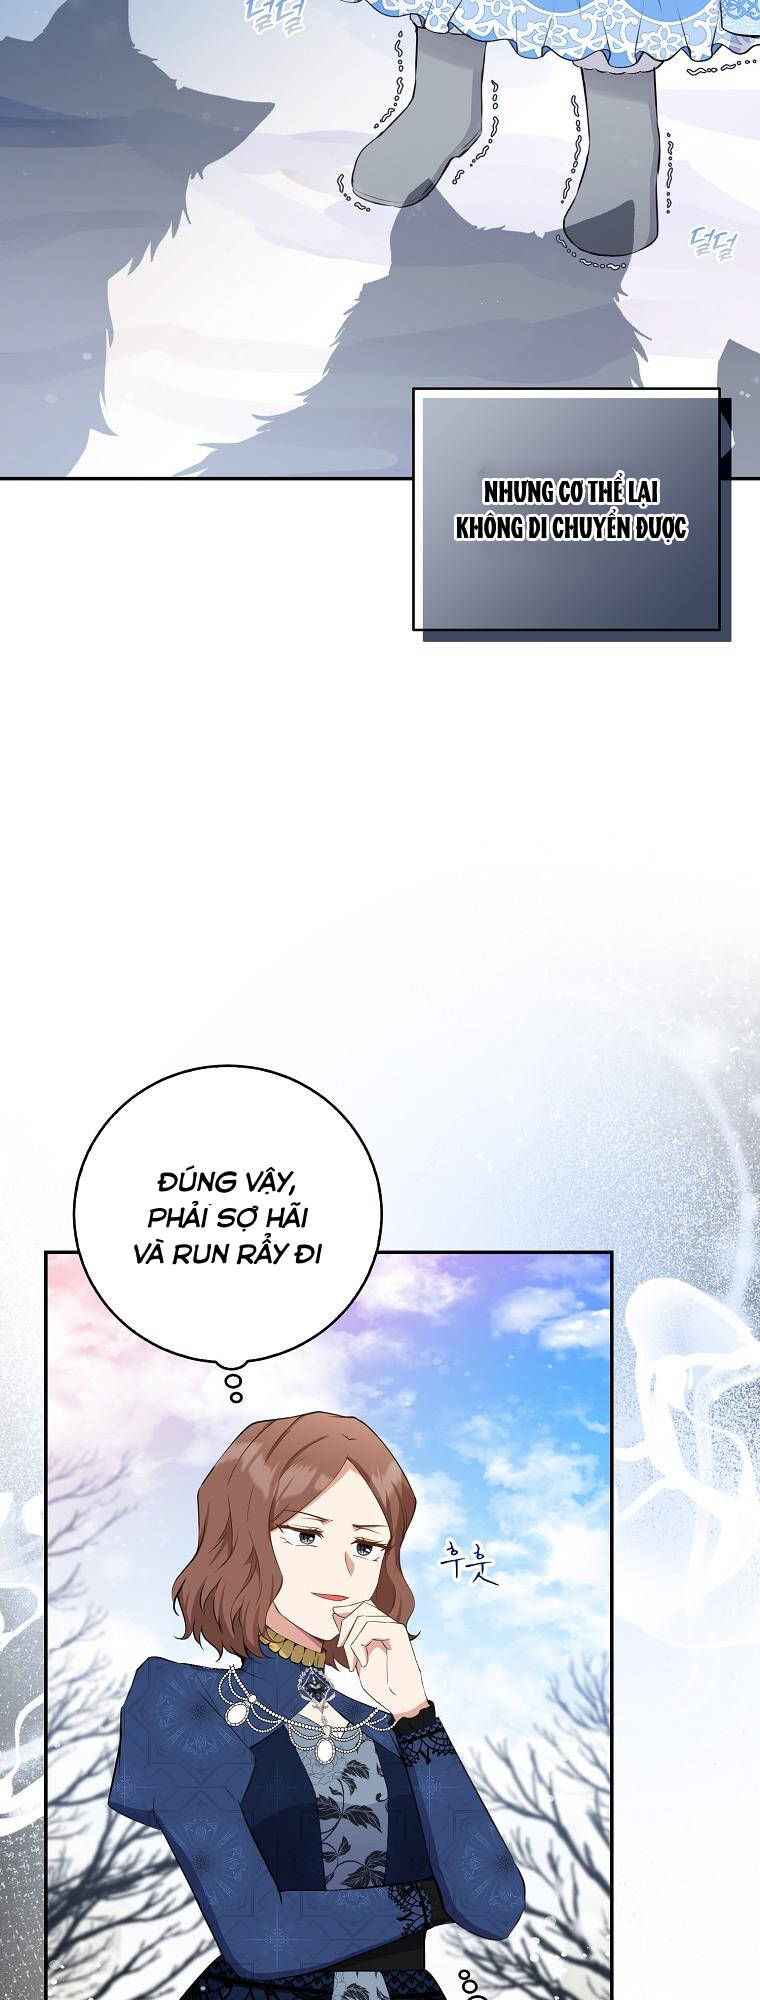 덜덜
덜덜
NHƯNG CƠ THỂ LẠI
KHÔNG DI CHUYỂN ĐƯỢC
ĐÚNG VẬY,
PHẢI SỢ HÃI
VÀ RUN RẨY ĐI
후훗